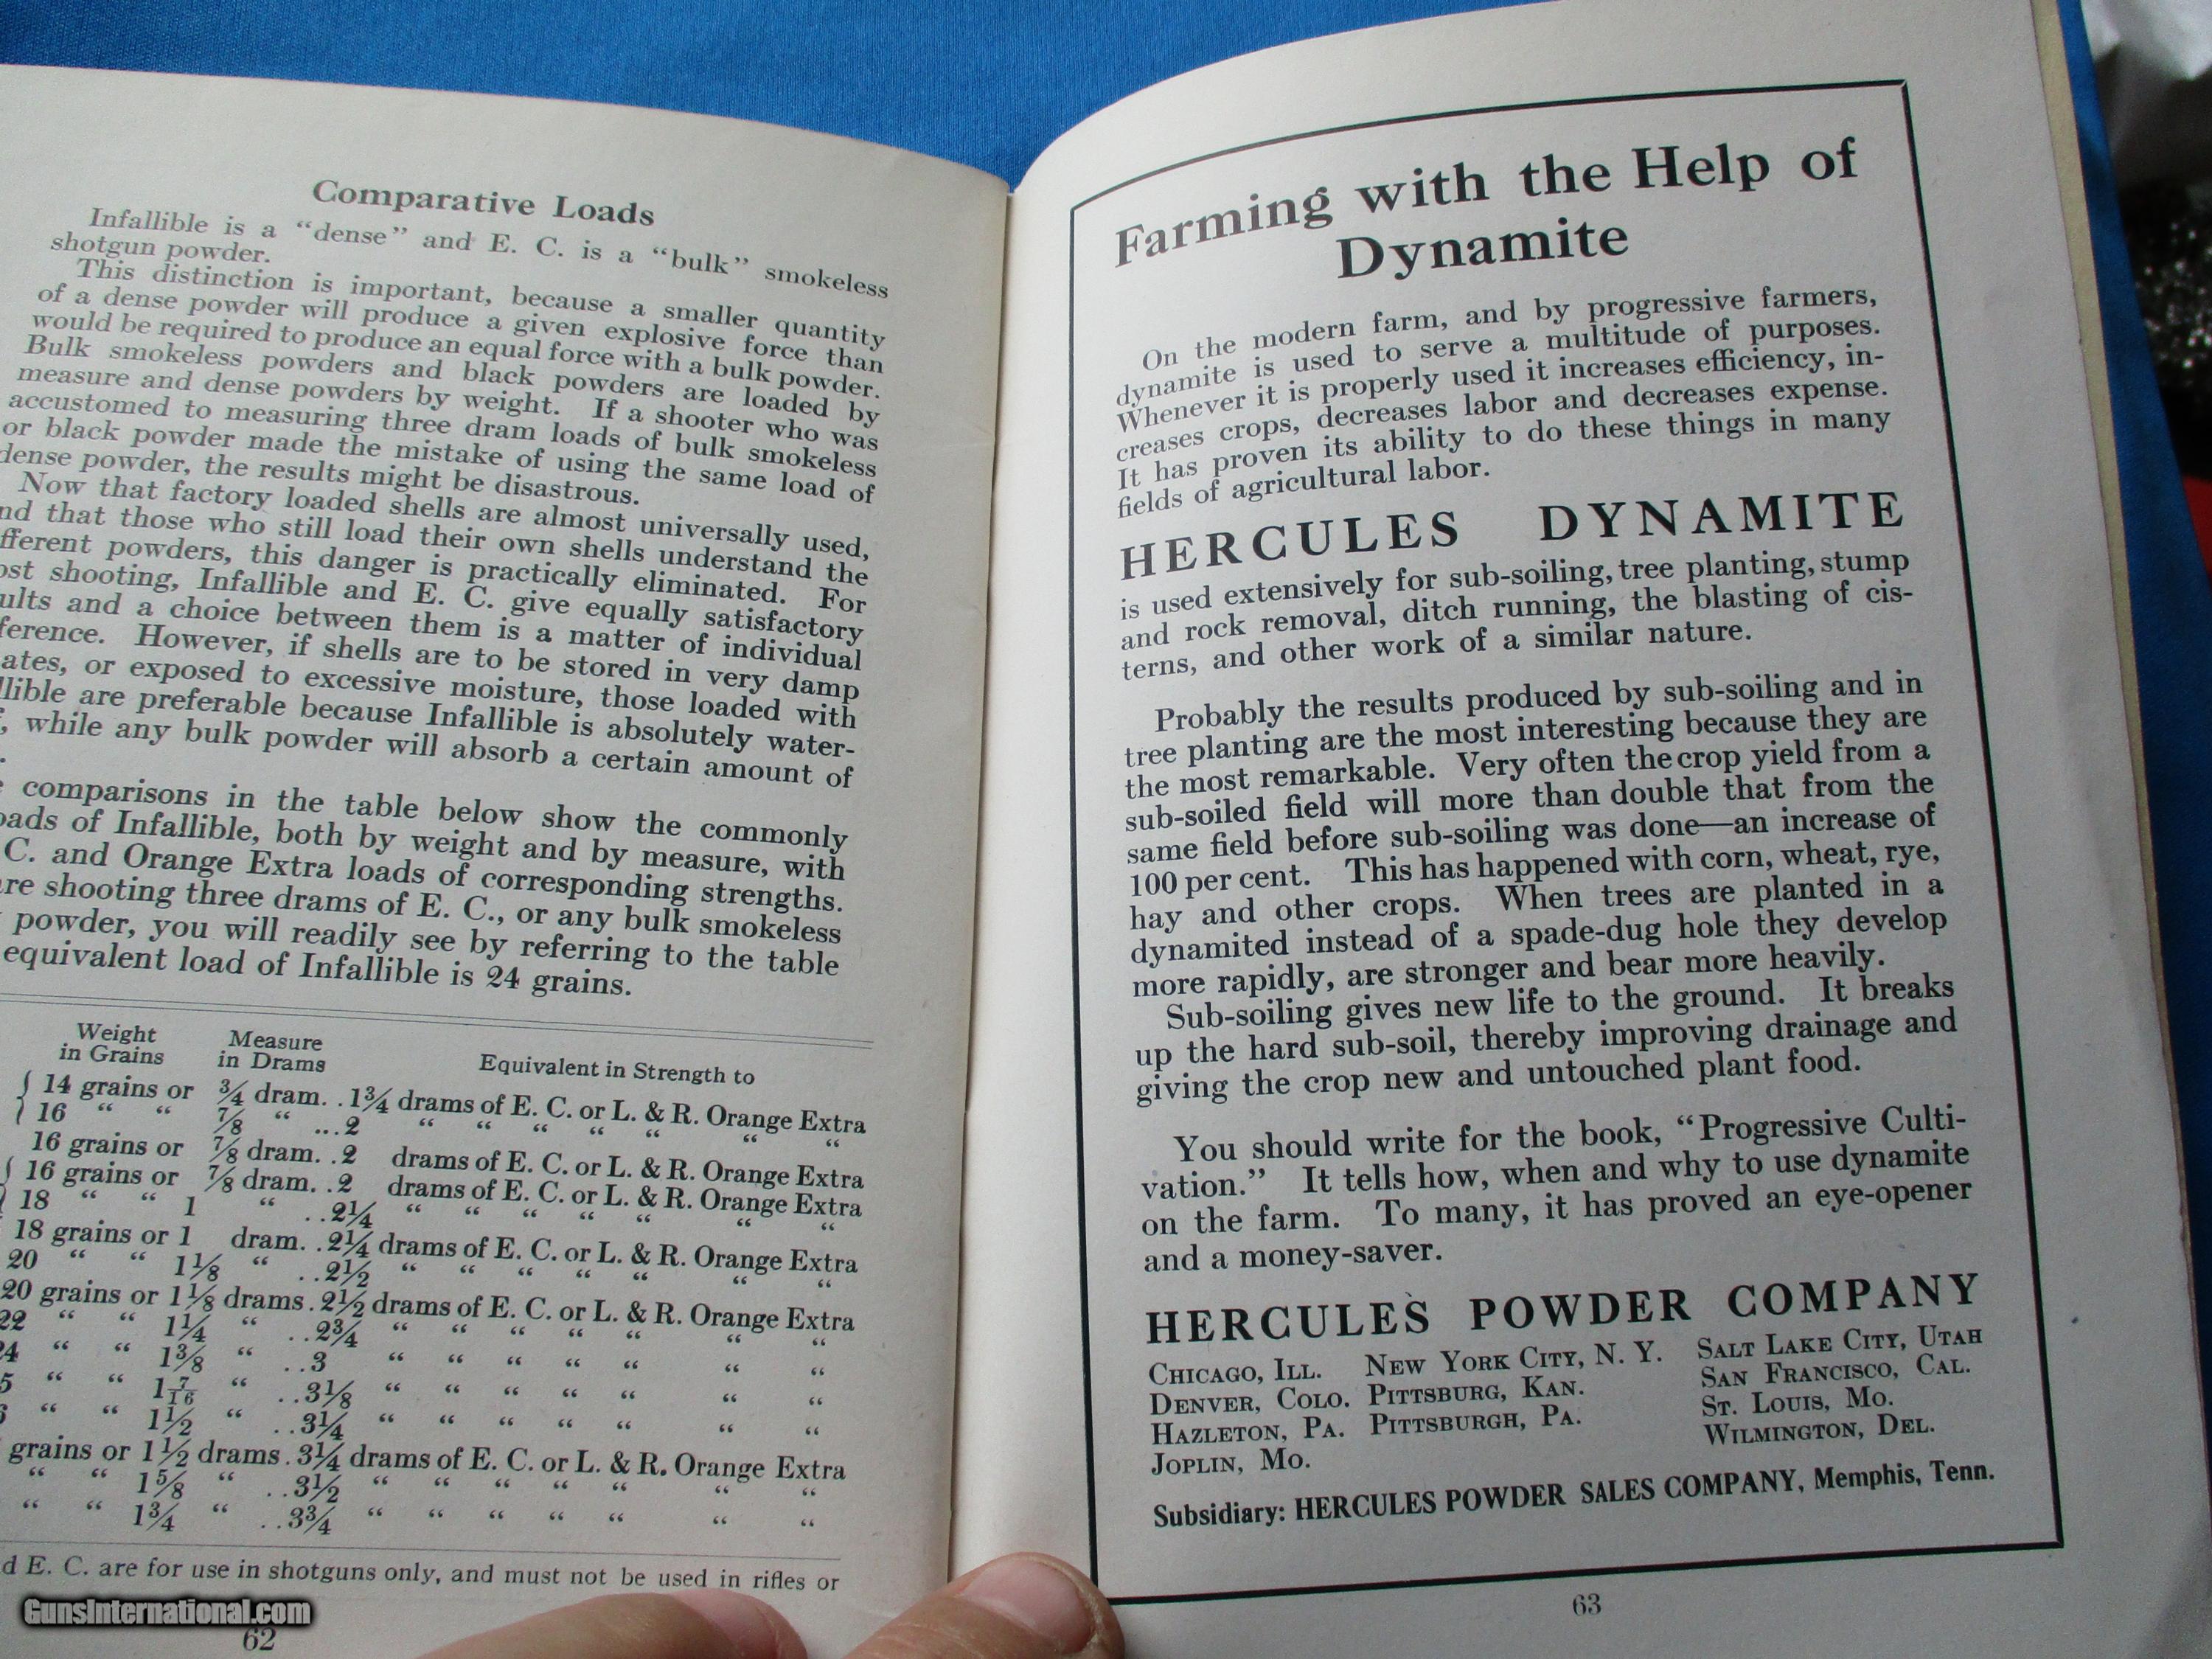 Comparative Loads
Infallible is a “dense” and E. C. is a “bulk” smokeless
shotgun powder.
This distinction is important, because a smaller quantity
of a dense powder will produce a given explosive force than
would be required to produce an equal force with a bulk powder.
Bulk smokeless powders and black powders are loaded by
measure and dense powders by weight. If a shooter who was
accustomed to measuring three dram loads of bulk smokeless
or black powder made the mistake of using the same load of
dense powder, the results might be disastrous.
Now that factory loaded shells are almost universally used,
nd that those who still load their own shells understand the
fferent powders, this danger is practically eliminated. For
ost shooting, Infallible and E. C. give equally satisfactory
ults and a choice between them is a matter of individual
ference. However, if shells are to be stored in very damp
ates, or exposed to excessive moisture, those loaded with
llible are preferable because Infallible is absolutely water-
, while any bulk powder will absorb a certain amount of
comparisons in the table below show the commonly
oads of Infallible, both by weight and by measure, with
C. and Orange Extra loads of corresponding strengths.
re shooting three drams of E. C., or any bulk smokeless
powder, you will readily see by referring to the table
equivalent load of Infallible is 24 grains.
Weight in Grains Measure in Drams Equivalent in Strength to
14 grains or ¾ dram. .1¾ drams of E. C. or L. & R. Orange Extra
16 “ “ ⅞ “ ...2 “ “ “ “ “ “ “
16 grains or ⅞ dram. .2 drams of E. C. or L. & R. Orange Extra
16 grains or ⅞ dram. .2 drams of E. C. or L. & R. Orange Extra
18 “ “ 1 “ ..2¼ “ “ “ “ “ “ “
18 grains or 1 dram. .2¼ drams of E. C. or L. & R. Orange Extra
20 “ “ 1⅛ “ ..2½ “ “ “ “ “ “ “
20 grains or 1⅛ drams.2½ drams of E. C. or L. & R. Orange Extra
22 “ “ 1¼ “ ..2¾ “ “ “ “ “ “ “
4 “ “ 1⅜ “ ..3 “ “ “ “ “ “ “
5 “ “ 1 7/16 “ ..3⅛ “ “ “ “ “ “ “
“ “ 1½ “ ..3¼ “ “ “ “ “ “ “
grains or 1½ drams.3¼ drams of E. C. or L. & R. Orange Extra
“ “ 1⅝ “ ..3½ “ “ “ “ “ “ “
“ “ 1¾ “ ..3¾ “ “ “ “ “ “ “
d E. C. are for use in shotguns only, and must not be used in rifles or
GunsInternational.com
62
Farming with the Help of
Dynamite
On the modern farm, and by progressive farmers,
dynamite is used to serve a multitude of purposes.
Whenever it is properly used it increases efficiency, in-
creases crops, decreases labor and decreases expense.
It has proven its ability to do these things in many
fields of agricultural labor.
HERCULES DYNAMITE
is used extensively for sub-soiling, tree planting, stump
and rock removal, ditch running, the blasting of cis-
terns, and other work of a similar nature.
Probably the results produced by sub-soiling and in
tree planting are the most interesting because they are
the most remarkable. Very often the crop yield from a
sub-soiled field will more than double that from the
same field before sub-soiling was done—an increase of
100 per cent. This has happened with corn, wheat, rye,
hay and other crops. When trees are planted in a
dynamited instead of a spade-dug hole they develop
more rapidly, are stronger and bear more heavily.
Sub-soiling gives new life to the ground. It breaks
up the hard sub-soil, thereby improving drainage and
giving the crop new and untouched plant food.
You should write for the book, “Progressive Culti-
vation.” It tells how, when and why to use dynamite
on the farm. To many, it has proved an eye-opener
and a money-saver.
HERCULES POWDER COMPANY
CHICAGO, ILL. NEW YORK CITY, N. Y. SALT LAKE CITY, UTAH
DENVER, COLO. PITTSBURG, KAN. SAN FRANCISCO, CAL.
HAZLETON, PA. PITTSBURGH, PA. ST. LOUIS, MO.
JOPLIN, MO. WILMINGTON, DEL.
Subsidiary: HERCULES POWDER SALES COMPANY, Memphis, Tenn.
63